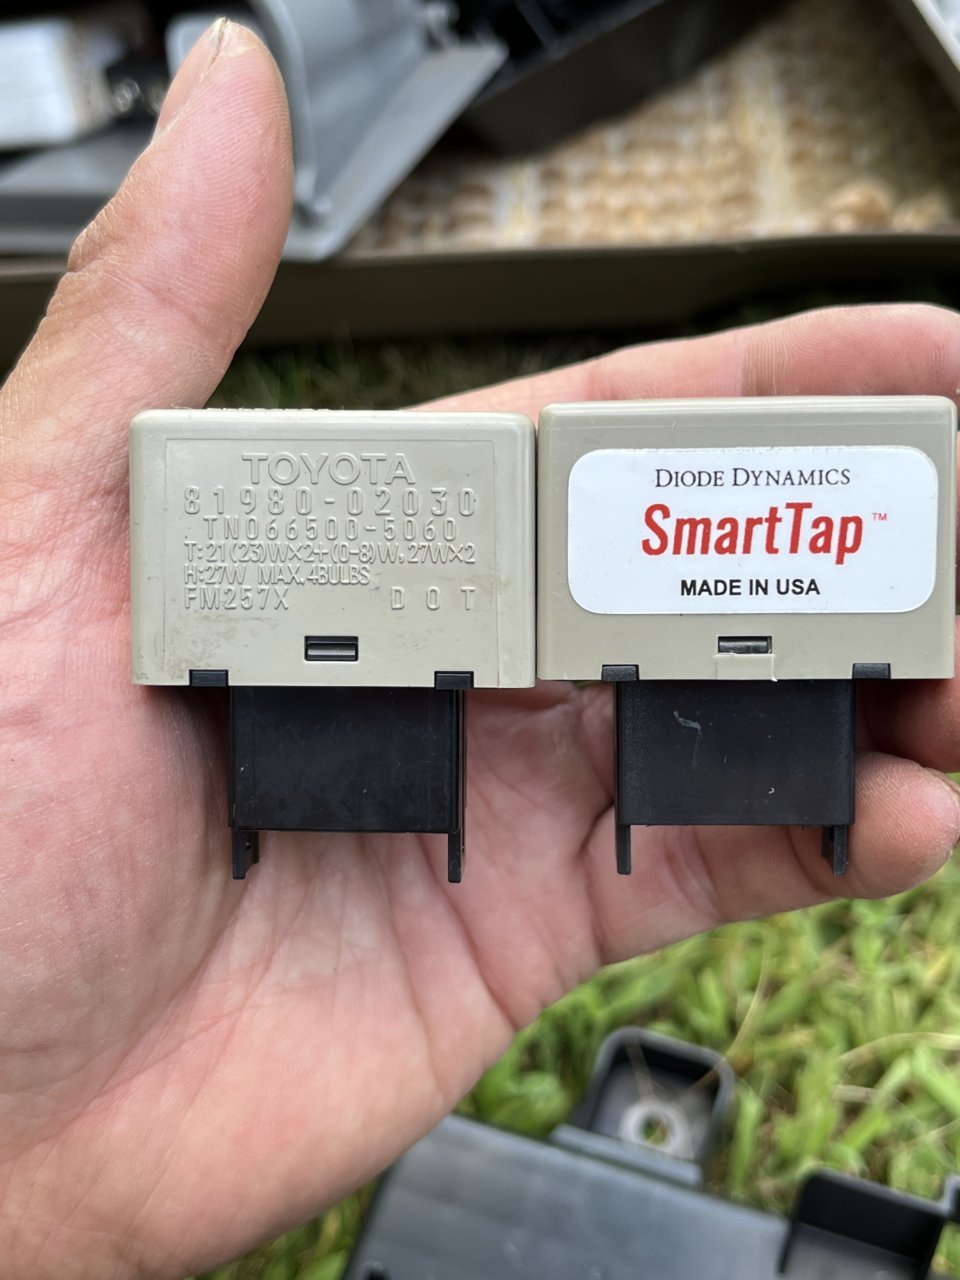 TOYOTA
81980-02030
TN066500-5060
T:21(23)W×2+(0-8)W,27W×2
H:27W MAX.4BULBS
FM257X DOT
DIODE DYNAMICS
SmartTap™
MADE IN USA